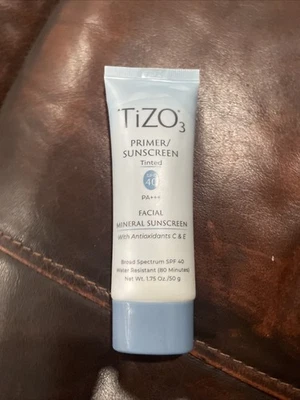 TiZO3
PRIMER/
SUNSCREEN
Tinted
SPF
40
PA+++
FACIAL
MINERAL SUNSCREEN
With Antioxidants C & E
Broad Spectrum SPF 40
Water Resistant (80 Minutes)
Net Wt. 1.75 Oz./50 g